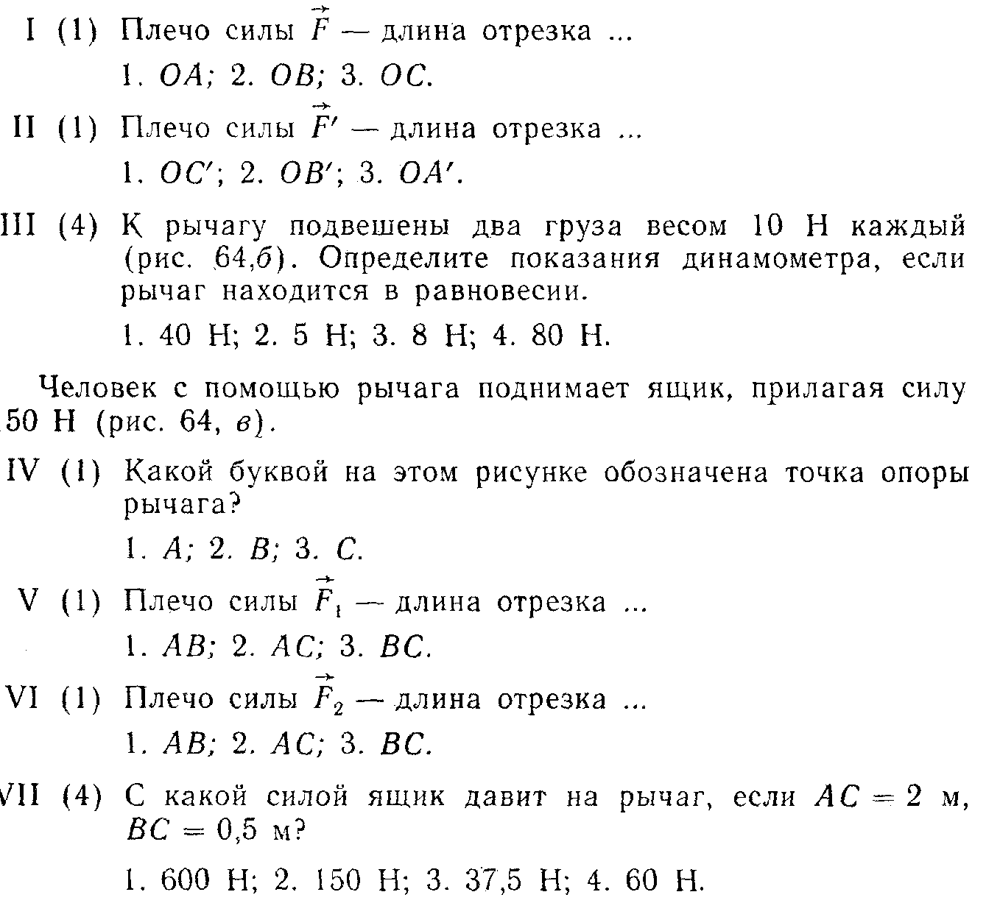 I (1) Плечо силы F⃗ — длина отрезка ...
1. OA; 2. OB; 3. OC.
II (1) Плечо силы F⃗′ — длина отрезка ...
1. OC′; 2. OB′; 3. OA′.
III (4) К рычагу подвешены два груза весом 10 Н каждый
(рис. 64,б). Определите показания динамометра, если
рычаг находится в равновесии.
1. 40 Н; 2. 5 Н; 3. 8 Н; 4. 80 Н.
Человек с помощью рычага поднимает ящик, прилагая силу
50 Н (рис. 64, в).
IV (1) Какой буквой на этом рисунке обозначена точка опоры
рычага?
1. A; 2. B; 3. C.
V (1) Плечо силы F⃗₁ — длина отрезка ...
1. AB; 2. AC; 3. BC.
VI (1) Плечо силы F⃗₂ — длина отрезка ...
1. AB; 2. AC; 3. BC.
VII (4) С какой силой ящик давит на рычаг, если AC = 2 м,
BC = 0,5 м?
1. 600 Н; 2. 150 Н; 3. 37,5 Н; 4. 60 Н.